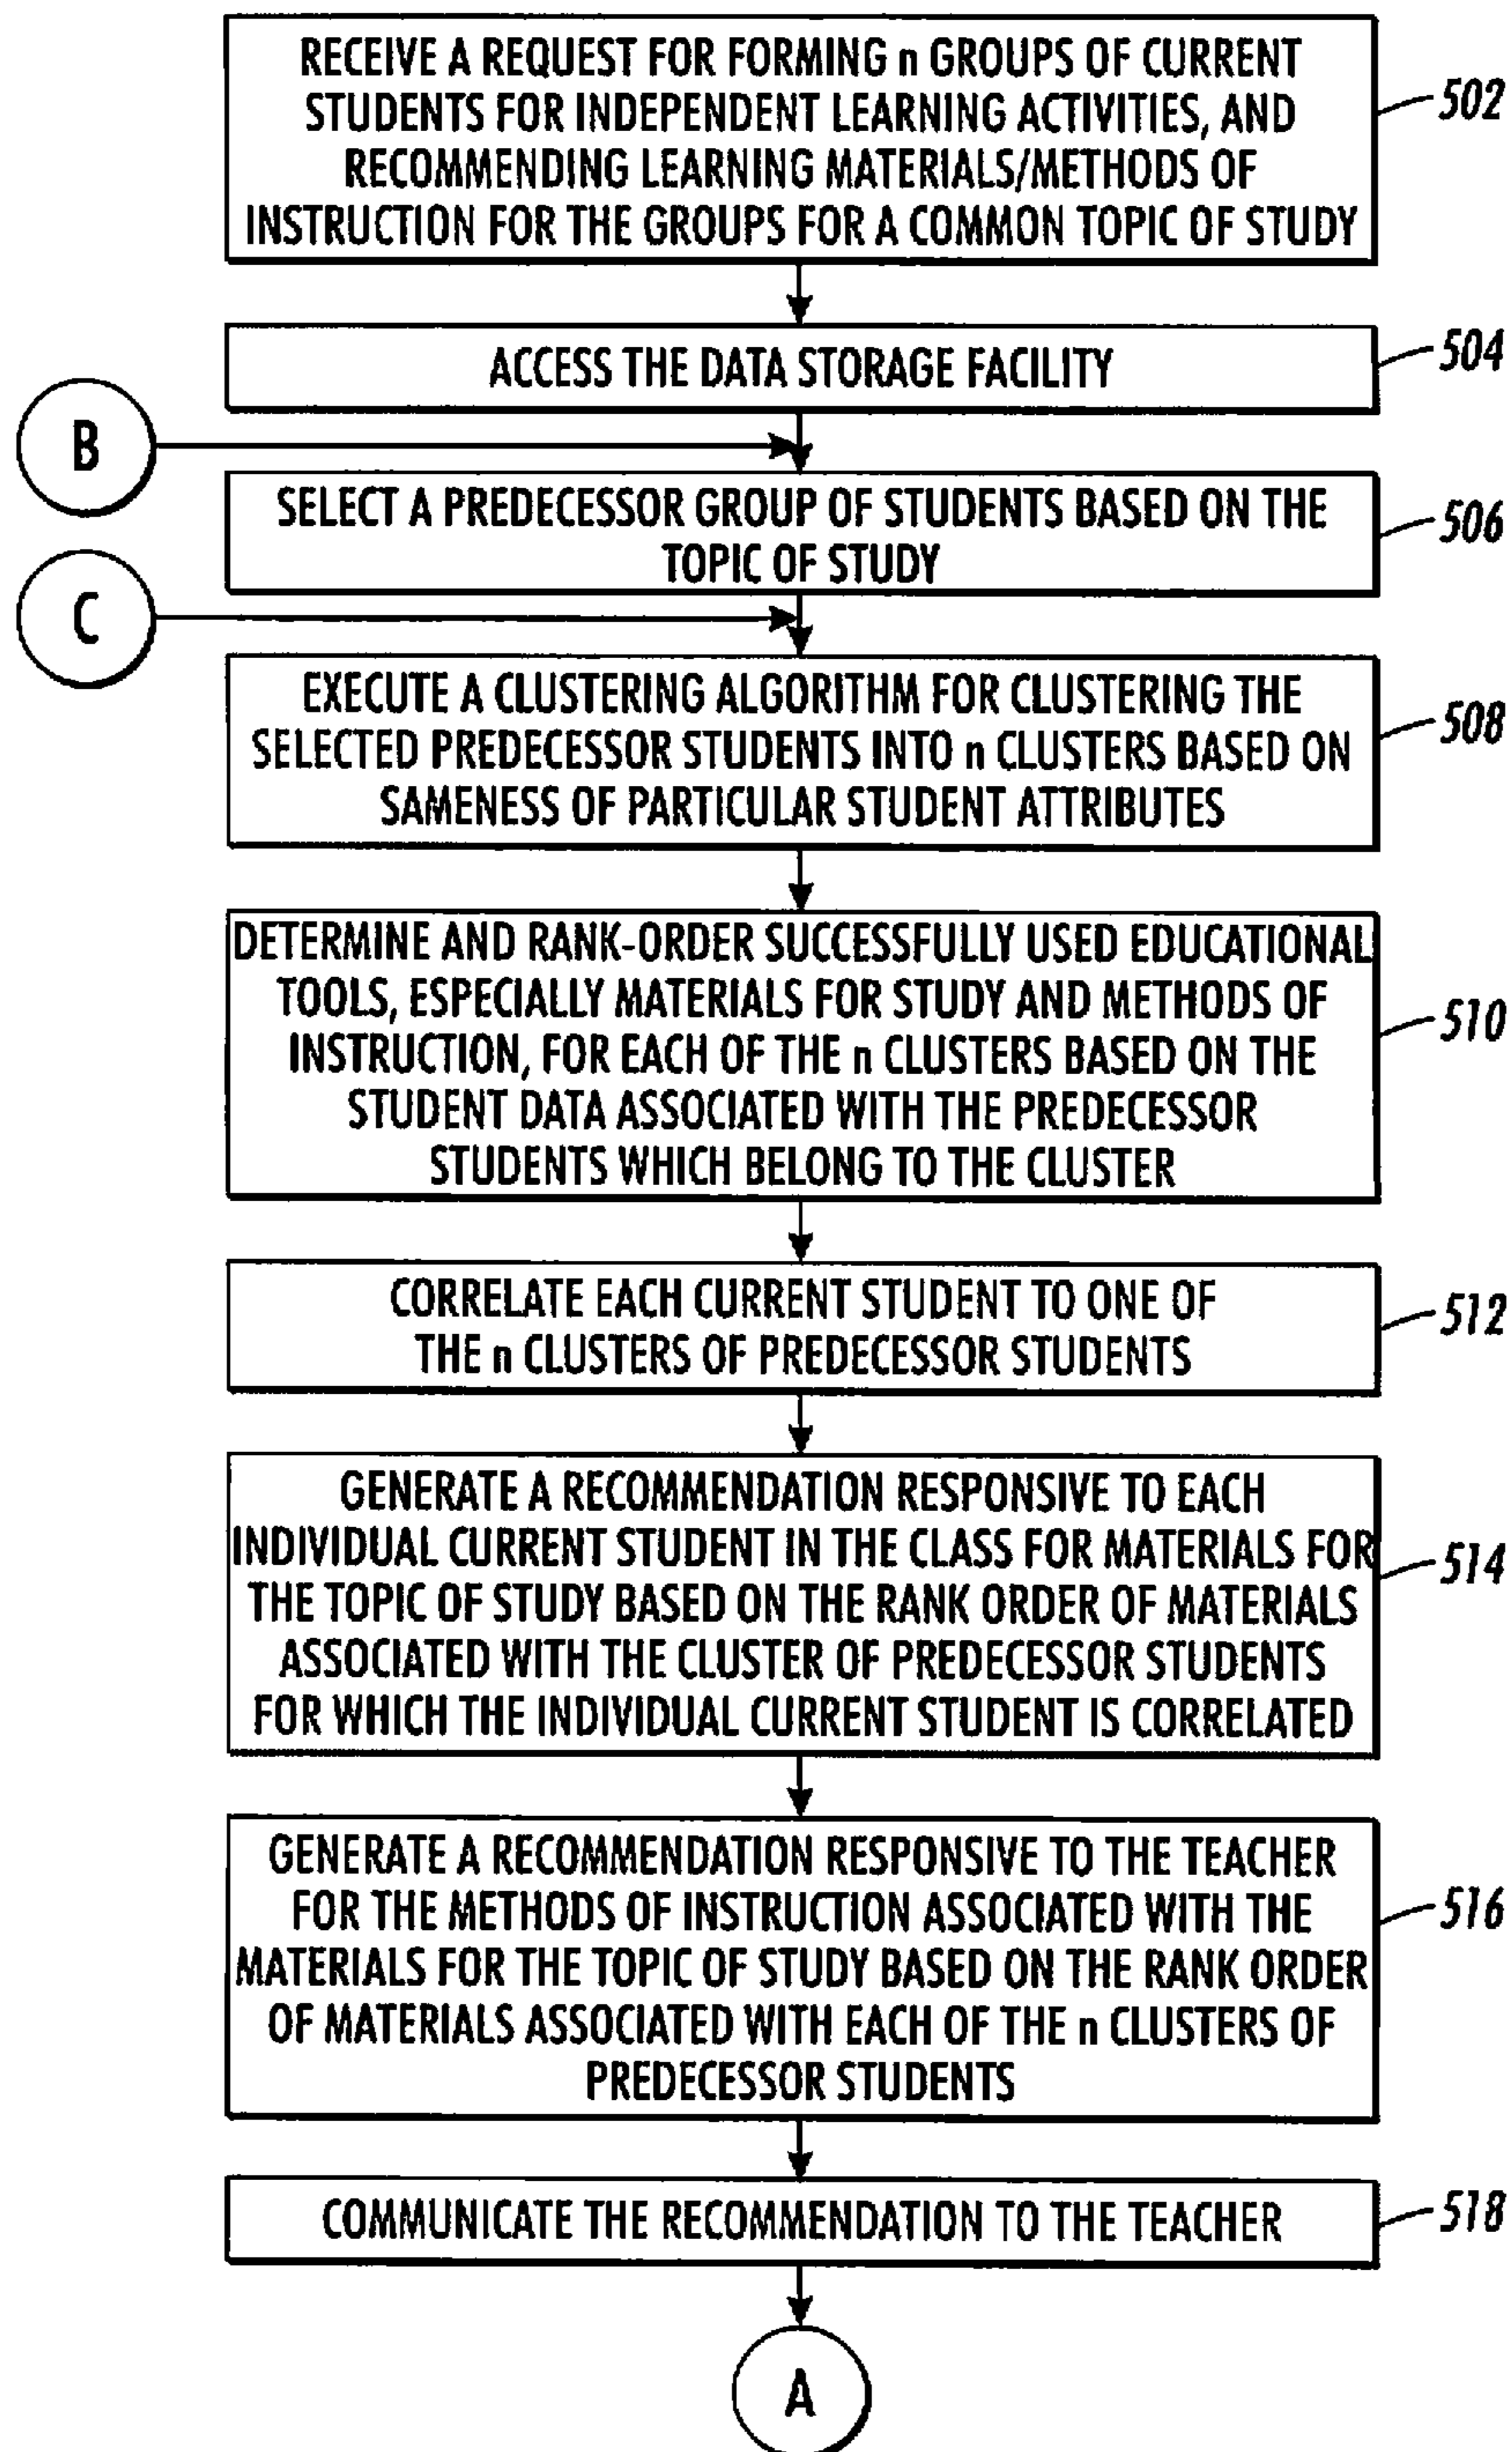 RECEIVE A REQUEST FOR FORMING n GROUPS OF CURRENT
STUDENTS FOR INDEPENDENT LEARNING ACTIVITIES, AND
RECOMMENDING LEARNING MATERIALS/METHODS OF
INSTRUCTION FOR THE GROUPS FOR A COMMON TOPIC OF STUDY
502
ACCESS THE DATA STORAGE FACILITY
504
B
SELECT A PREDECESSOR GROUP OF STUDENTS BASED ON THE
TOPIC OF STUDY
506
C
EXECUTE A CLUSTERING ALGORITHM FOR CLUSTERING THE
SELECTED PREDECESSOR STUDENTS INTO n CLUSTERS BASED ON
SAMENESS OF PARTICULAR STUDENT ATTRIBUTES
508
DETERMINE AND RANK-ORDER SUCCESSFULLY USED EDUCATIONAL
TOOLS, ESPECIALLY MATERIALS FOR STUDY AND METHODS OF
INSTRUCTION, FOR EACH OF THE n CLUSTERS BASED ON THE
STUDENT DATA ASSOCIATED WITH THE PREDECESSOR
STUDENTS WHICH BELONG TO THE CLUSTER
510
CORRELATE EACH CURRENT STUDENT TO ONE OF
THE n CLUSTERS OF PREDECESSOR STUDENTS
512
GENERATE A RECOMMENDATION RESPONSIVE TO EACH
INDIVIDUAL CURRENT STUDENT IN THE CLASS FOR MATERIALS FOR
THE TOPIC OF STUDY BASED ON THE RANK ORDER OF MATERIALS
ASSOCIATED WITH THE CLUSTER OF PREDECESSOR STUDENTS
FOR WHICH THE INDIVIDUAL CURRENT STUDENT IS CORRELATED
514
GENERATE A RECOMMENDATION RESPONSIVE TO THE TEACHER
FOR THE METHODS OF INSTRUCTION ASSOCIATED WITH THE
MATERIALS FOR THE TOPIC OF STUDY BASED ON THE RANK ORDER
OF MATERIALS ASSOCIATED WITH EACH OF THE n CLUSTERS OF
PREDECESSOR STUDENTS
516
COMMUNICATE THE RECOMMENDATION TO THE TEACHER
518
A